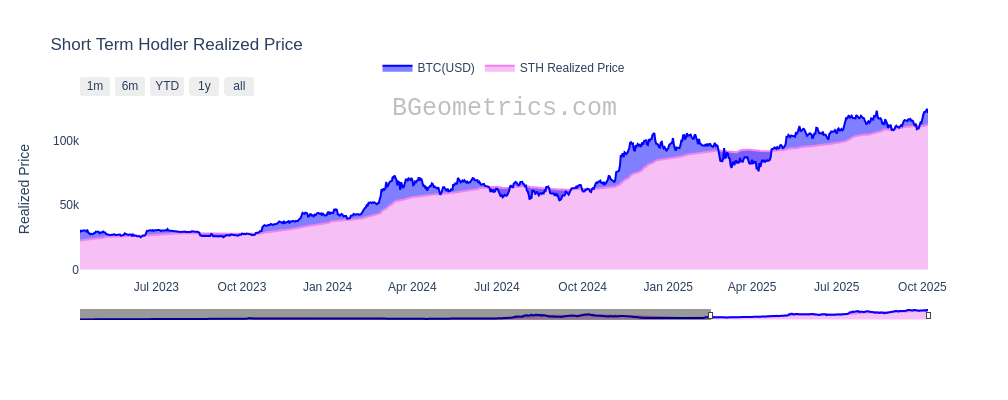 Short Term Hodler Realized Price
BTC(USD) STH Realized Price
1m 6m YTD 1y all
BGeometrics.com
Realized Price
100k
50k
0
Jul 2023 Oct 2023 Jan 2024 Apr 2024 Jul 2024 Oct 2024 Jan 2025 Apr 2025 Jul 2025 Oct 2025